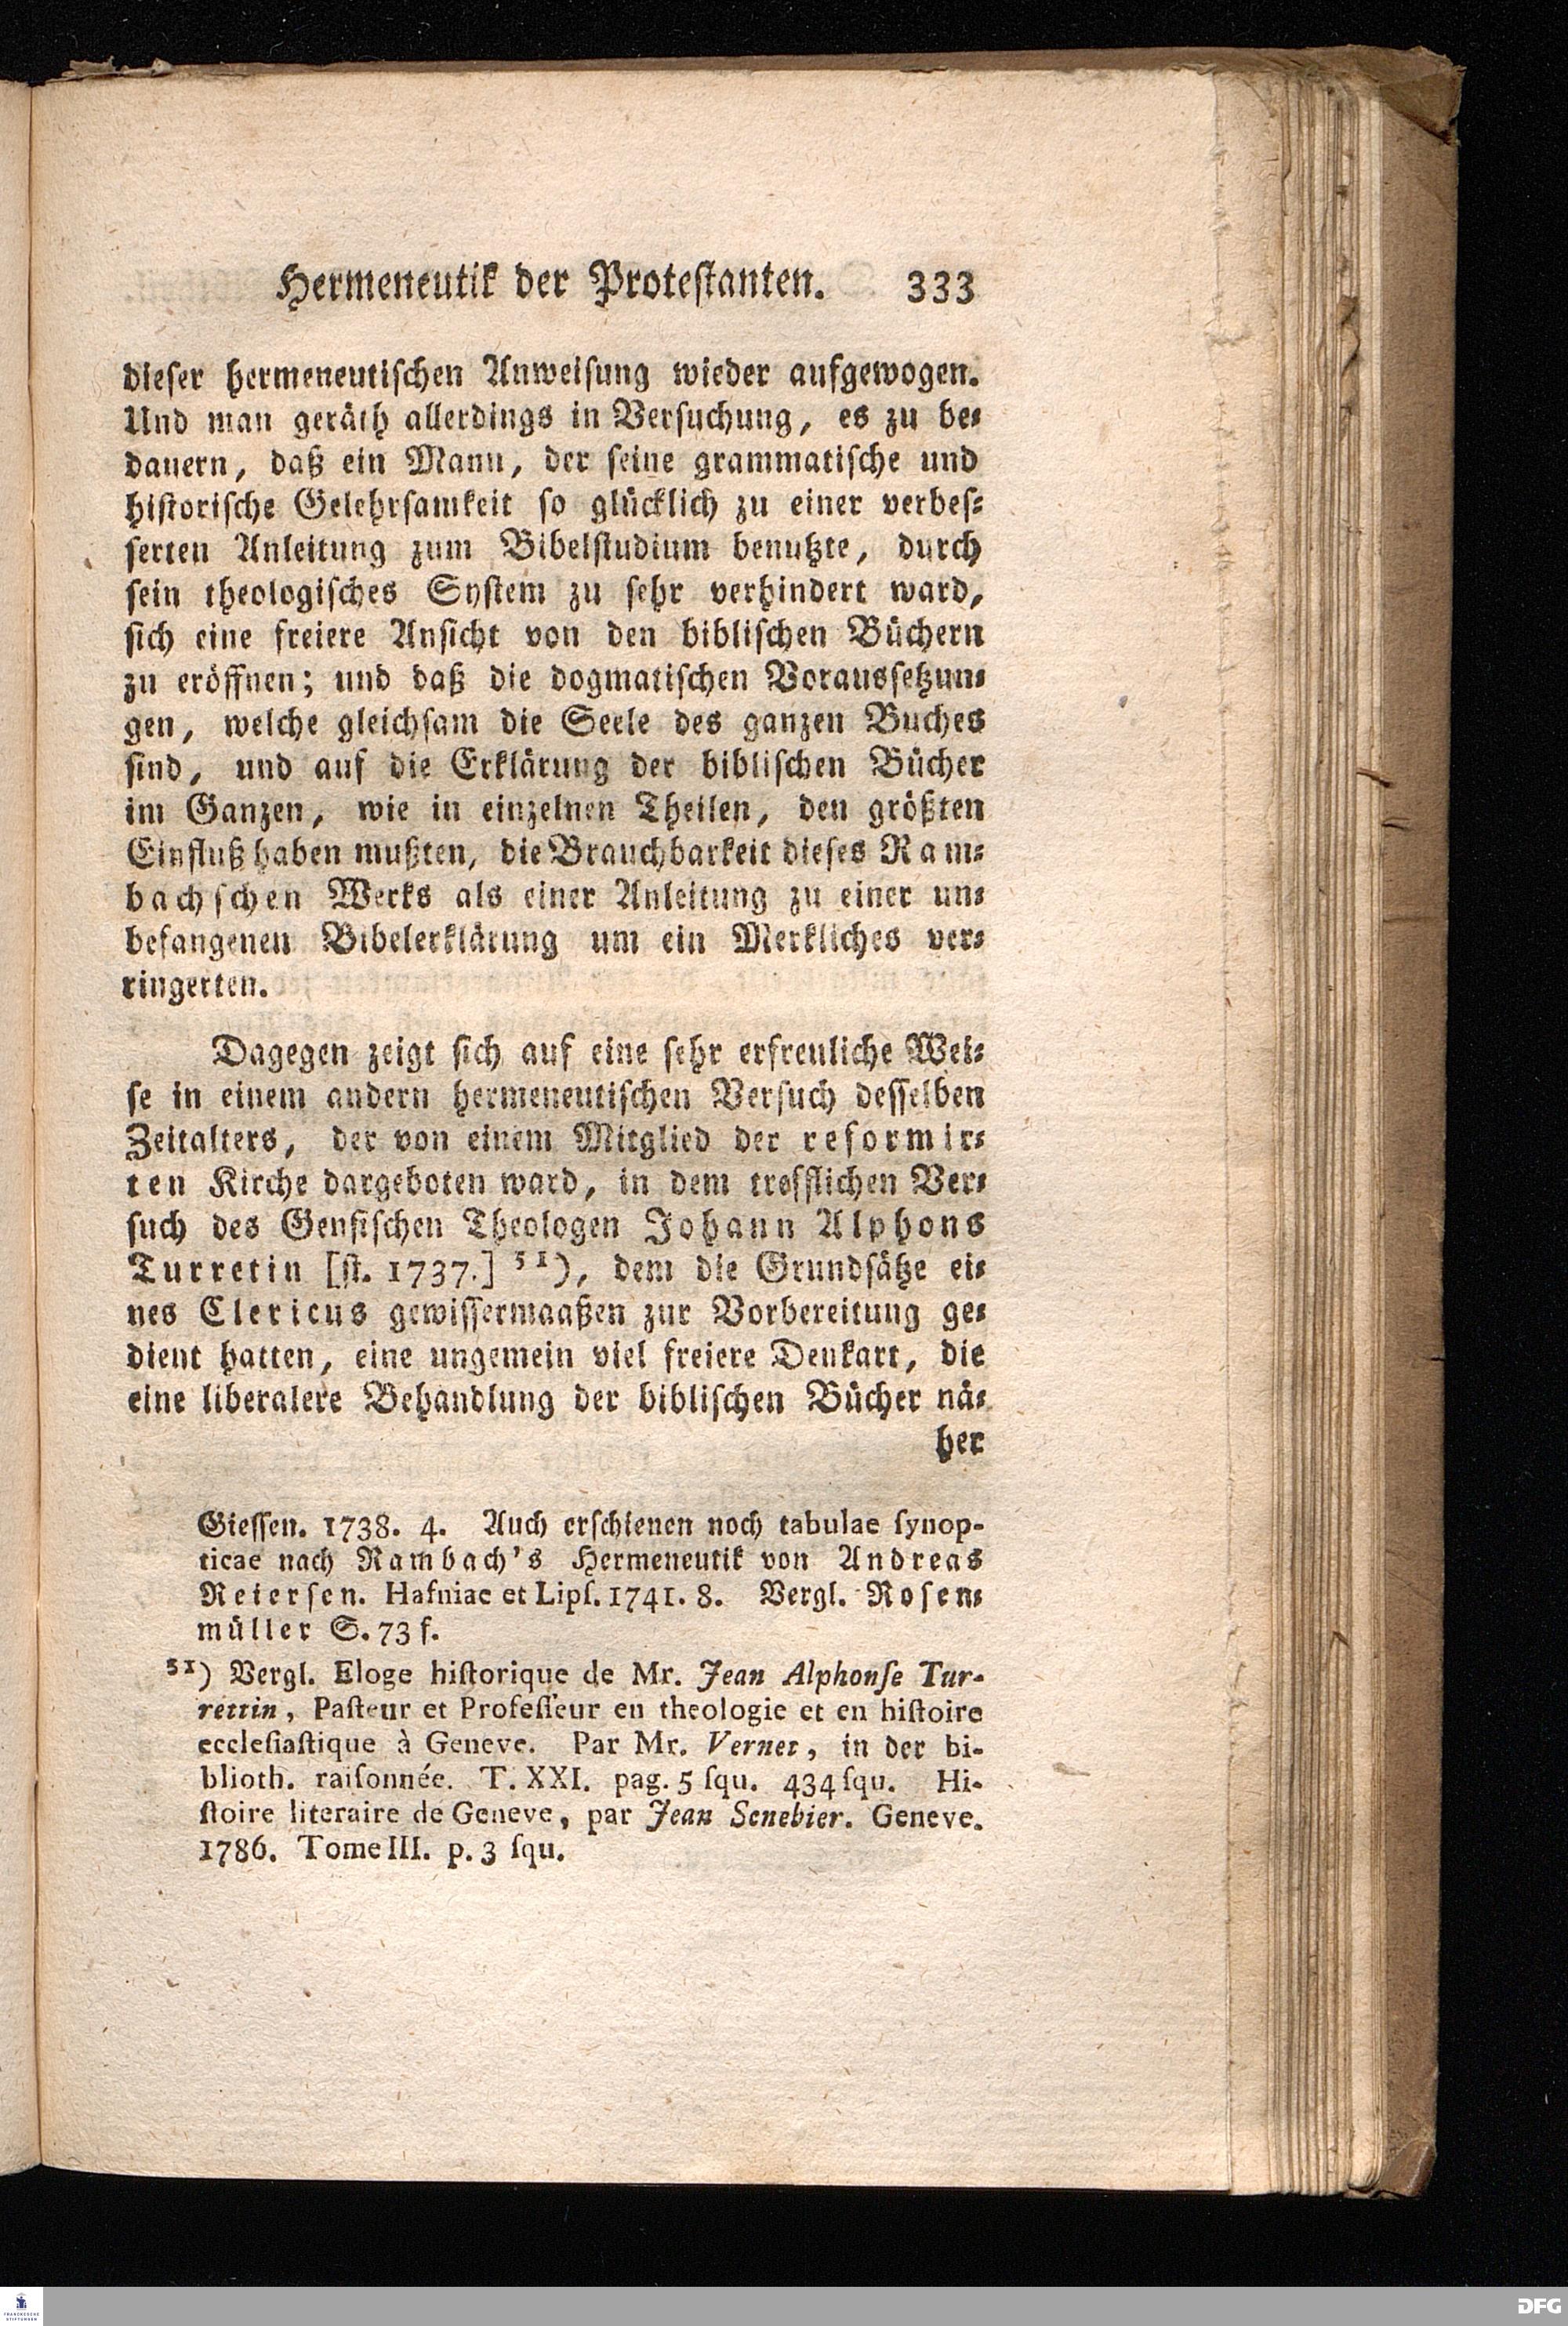 Hermeneutik der Protestanten. 333
dieser hermeneutischen Anweisung wieder aufgewogen.
Und man geräth allerdings in Versuchung, es zu be-
dauern, daß ein Mann, der seine grammatische und
historische Gelehrsamkeit so glücklich zu einer verbes-
serten Anleitung zum Bibelstudium benutzte, durch
sein theologisches System zu sehr verhindert ward,
sich eine freiere Ansicht von den biblischen Büchern
zu eröffnen; und daß die dogmatischen Voraussetzun-
gen, welche gleichsam die Seele des ganzen Buches
sind, und auf die Erklärung der biblischen Bücher
im Ganzen, wie in einzelnen Theilen, den größten
Einfluß haben mußten, die Brauchbarkeit dieses Ram-
bachschen Werks als einer Anleitung zu einer un-
befangenen Bibelerklärung um ein Merkliches ver-
ringerten.
Dagegen zeigt sich auf eine sehr erfreuliche Wei-
se in einem andern hermeneutischen Versuch desselben
Zeitalters, der von einem Mitglied der reformir-
ten Kirche dargeboten ward, in dem trefflichen Ver-
such des Genfischen Theologen Johann Alphons
Turretin [st. 1737.] 51), dem die Grundsätze ei-
nes Clericus gewissermaaßen zur Vorbereitung ge-
dient hatten, eine ungemein viel freiere Denkart, die
eine liberalere Behandlung der biblischen Bücher nä-
her
Giessen. 1738. 4. Auch erschienen noch tabulae ſynop-
ticae nach Rambach's Hermeneutik von Andreas
Reiersen. Hafniae et Lipſ. 1741. 8. Vergl. Rosen-
müller S. 73 f.
51) Vergl. Eloge hiſtorique de Mr. Jean Alphonſe Tur-
rettin, Paſteur et Profeſſeur en theologie et en hiſtoire
eccleſiaſtique à Geneve. Par Mr. Vernet, in der bi-
blioth. raiſonnée. T. XXI. pag. 5 ſqu. 434 ſqu. Hi-
ſtoire literaire de Geneve, par Jean Senebier. Geneve.
1786. Tome III. p. 3 ſqu.
FRANCKESCHE
STIFTUNGEN
DFG